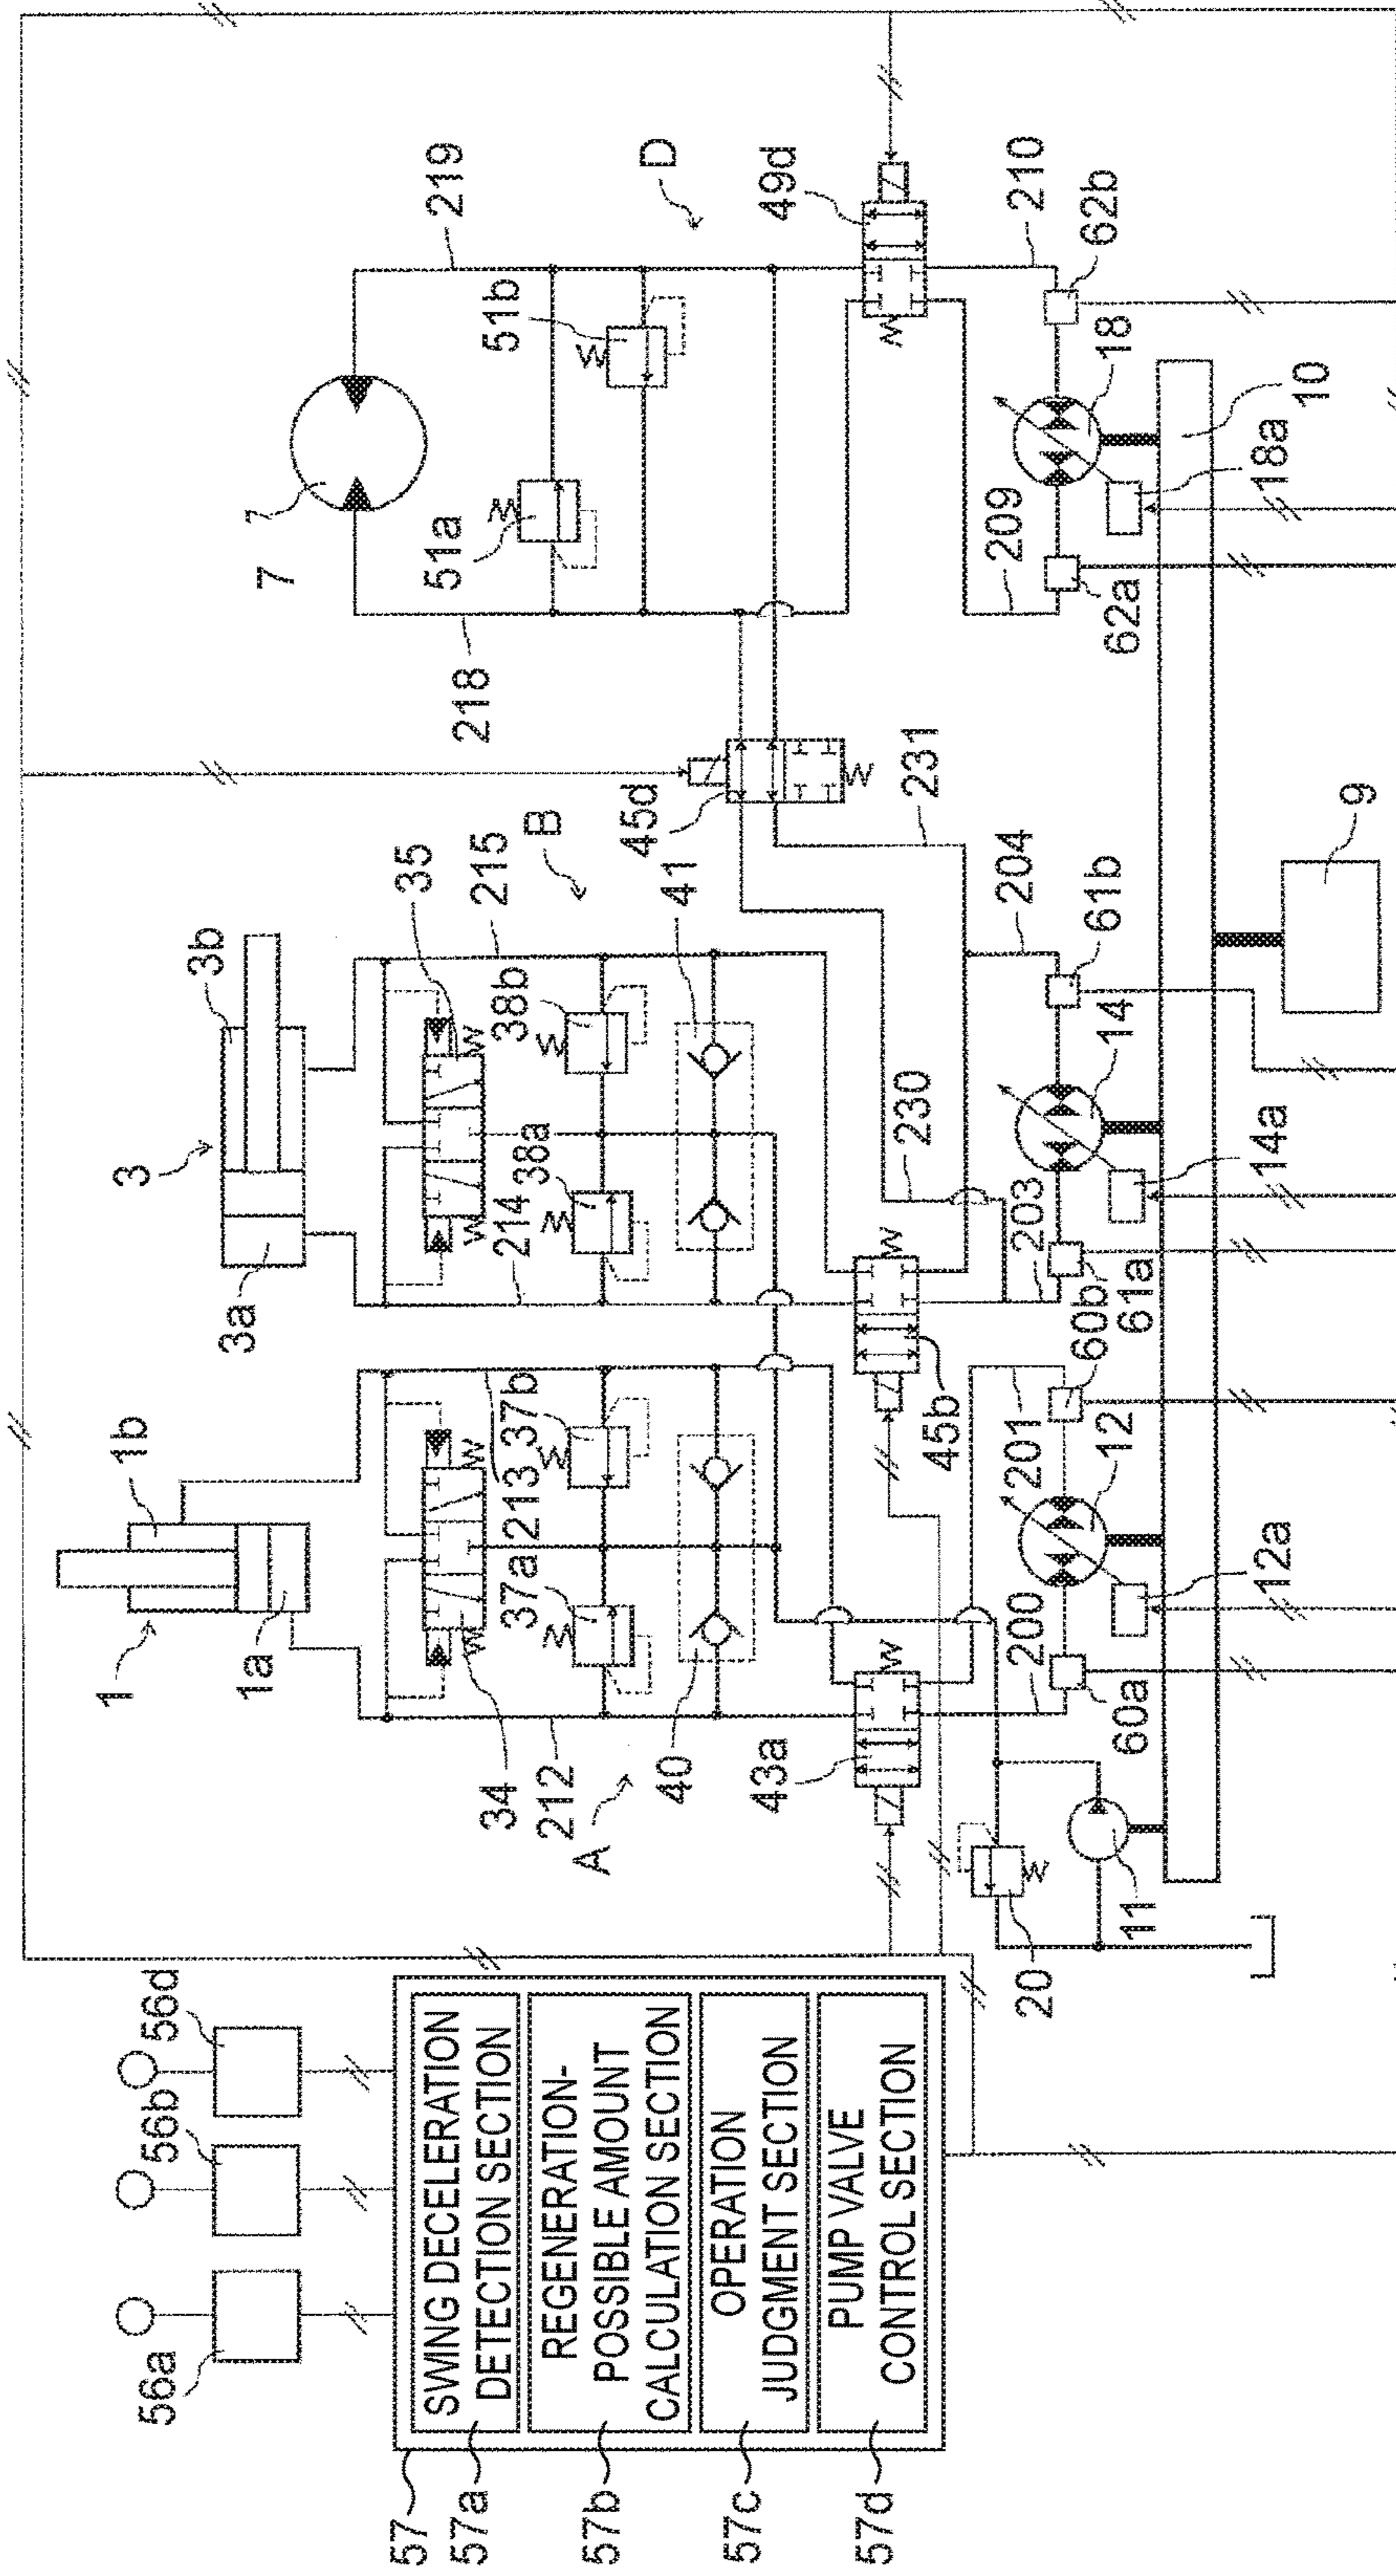 56a
56b
56d
57
57a
SWING DECELERATION
DETECTION SECTION
57b
REGENERATION-
POSSIBLE AMOUNT
CALCULATION SECTION
57c
OPERATION
JUDGMENT SECTION
57d
PUMP VALVE
CONTROL SECTION
1
1a
1b
3
3a
3b
7
7
34
212
A
37a
213
37b
40
43a
35
214
38a
38b
215
B
41
45b
45d
230
231
218
219
51a
51b
D
49d
20
11
200
60a
12
12a
201
60b
61a
203
14
14a
204
61b
9
209
62a
18
18a
210
62b
10